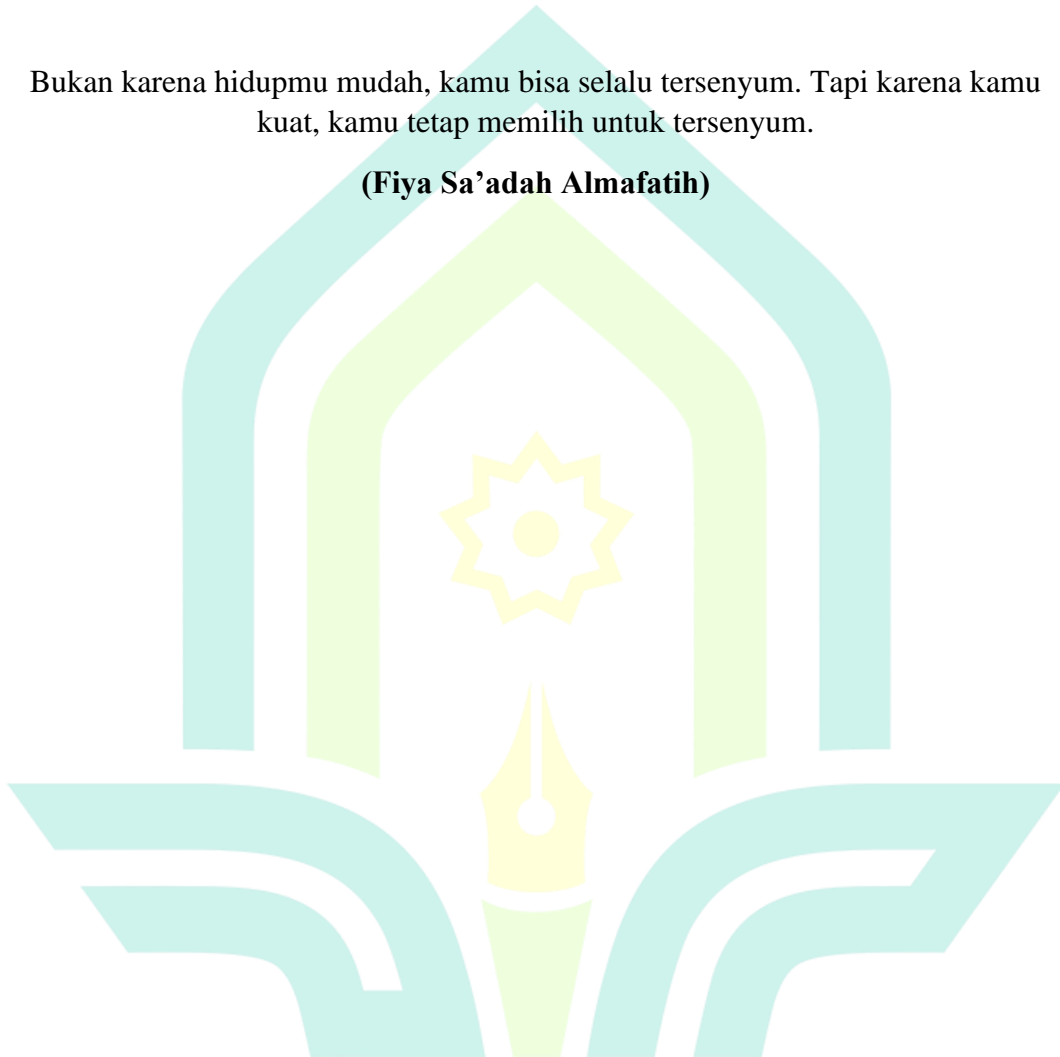 Bukan karena hidupmu mudah, kamu bisa selalu tersenyum. Tapi karena kamu
kuat, kamu tetap memilih untuk tersenyum.
(Fiya Sa’adah Almafatih)